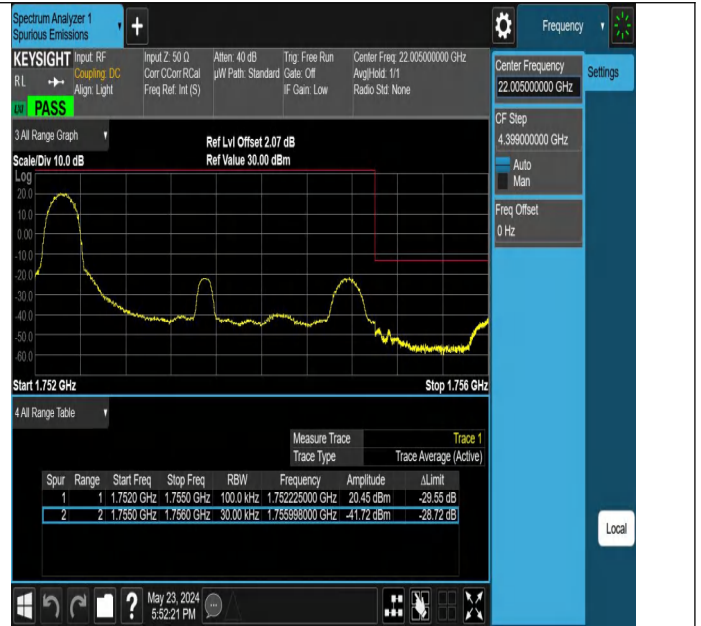 Spectrum Analyzer 1
Spurious Emissions
+
Frequency
KEYSIGHT Input: RF Input Z: 50 Ω Atten: 40 dB Trig: Free Run Center Freq: 22.005000000 GHz
RL Coupling: DC Corr CCorr RCal µW Path: Standard Gate: Off Avg|Hold: 1/1
Align: Light Freq Ref: Int (S) IF Gain: Low Radio Std: None
LXI PASS
Center Frequency
22.005000000 GHz
Settings
CF Step
4.399000000 GHz
Auto
Man
Freq Offset
0 Hz
3 All Range Graph
Ref Lvl Offset 2.07 dB
Scale/Div 10.0 dB Ref Value 30.00 dBm
Log
20.0
10.0
0.00
-10.0
-20.0
-30.0
-40.0
-50.0
-60.0
Start 1.752 GHz Stop 1.756 GHz
4 All Range Table
Measure Trace Trace 1
Trace Type Trace Average (Active)
Spur Range Start Freq Stop Freq RBW Frequency Amplitude ΔLimit
1 1 1.7520 GHz 1.7550 GHz 100.0 kHz 1.752225000 GHz 20.45 dBm -29.55 dB
2 2 1.7550 GHz 1.7560 GHz 30.00 kHz 1.755998000 GHz -41.72 dBm -28.72 dB
Local
? May 23, 2024
5:52:21 PM